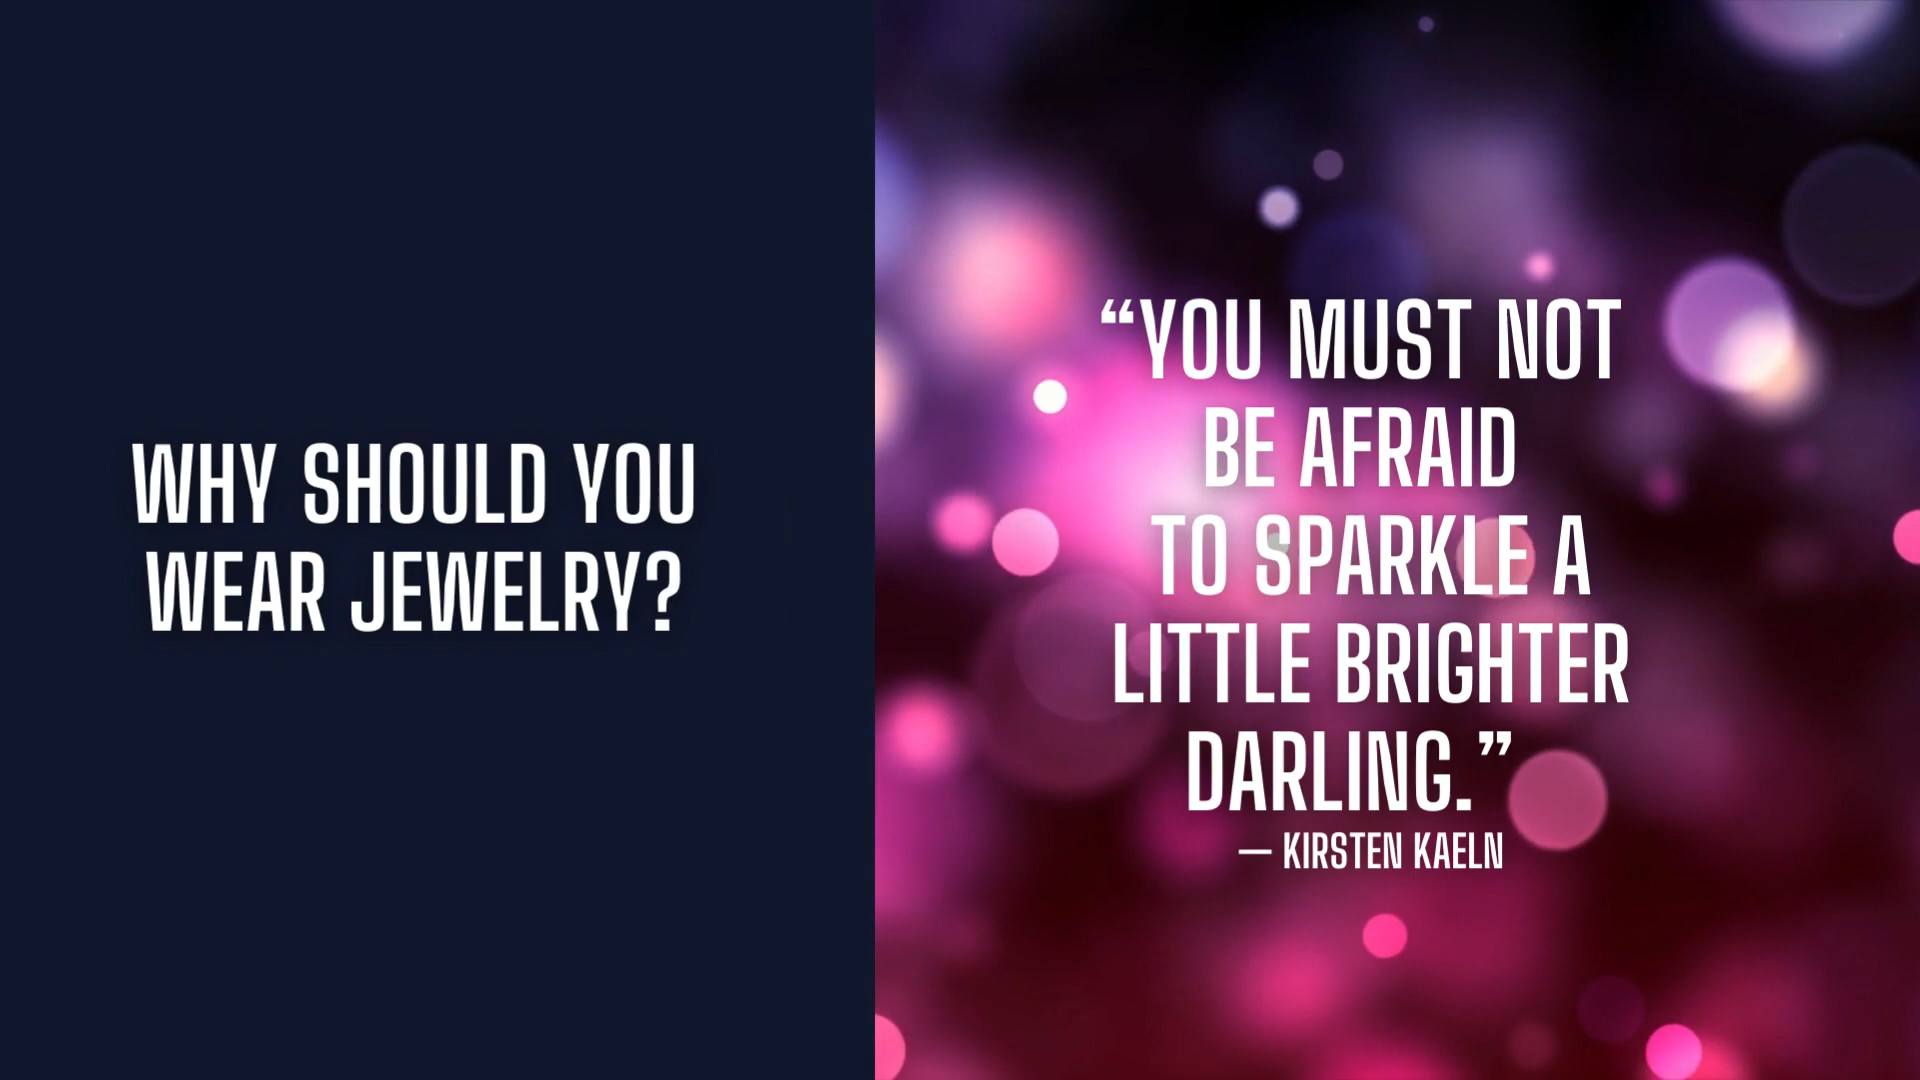 WHY SHOULD YOU
WEAR JEWELRY?
“YOU MUST NOT
BE AFRAID
TO SPARKLE A
LITTLE BRIGHTER
DARLING.”
— KIRSTEN KAELN